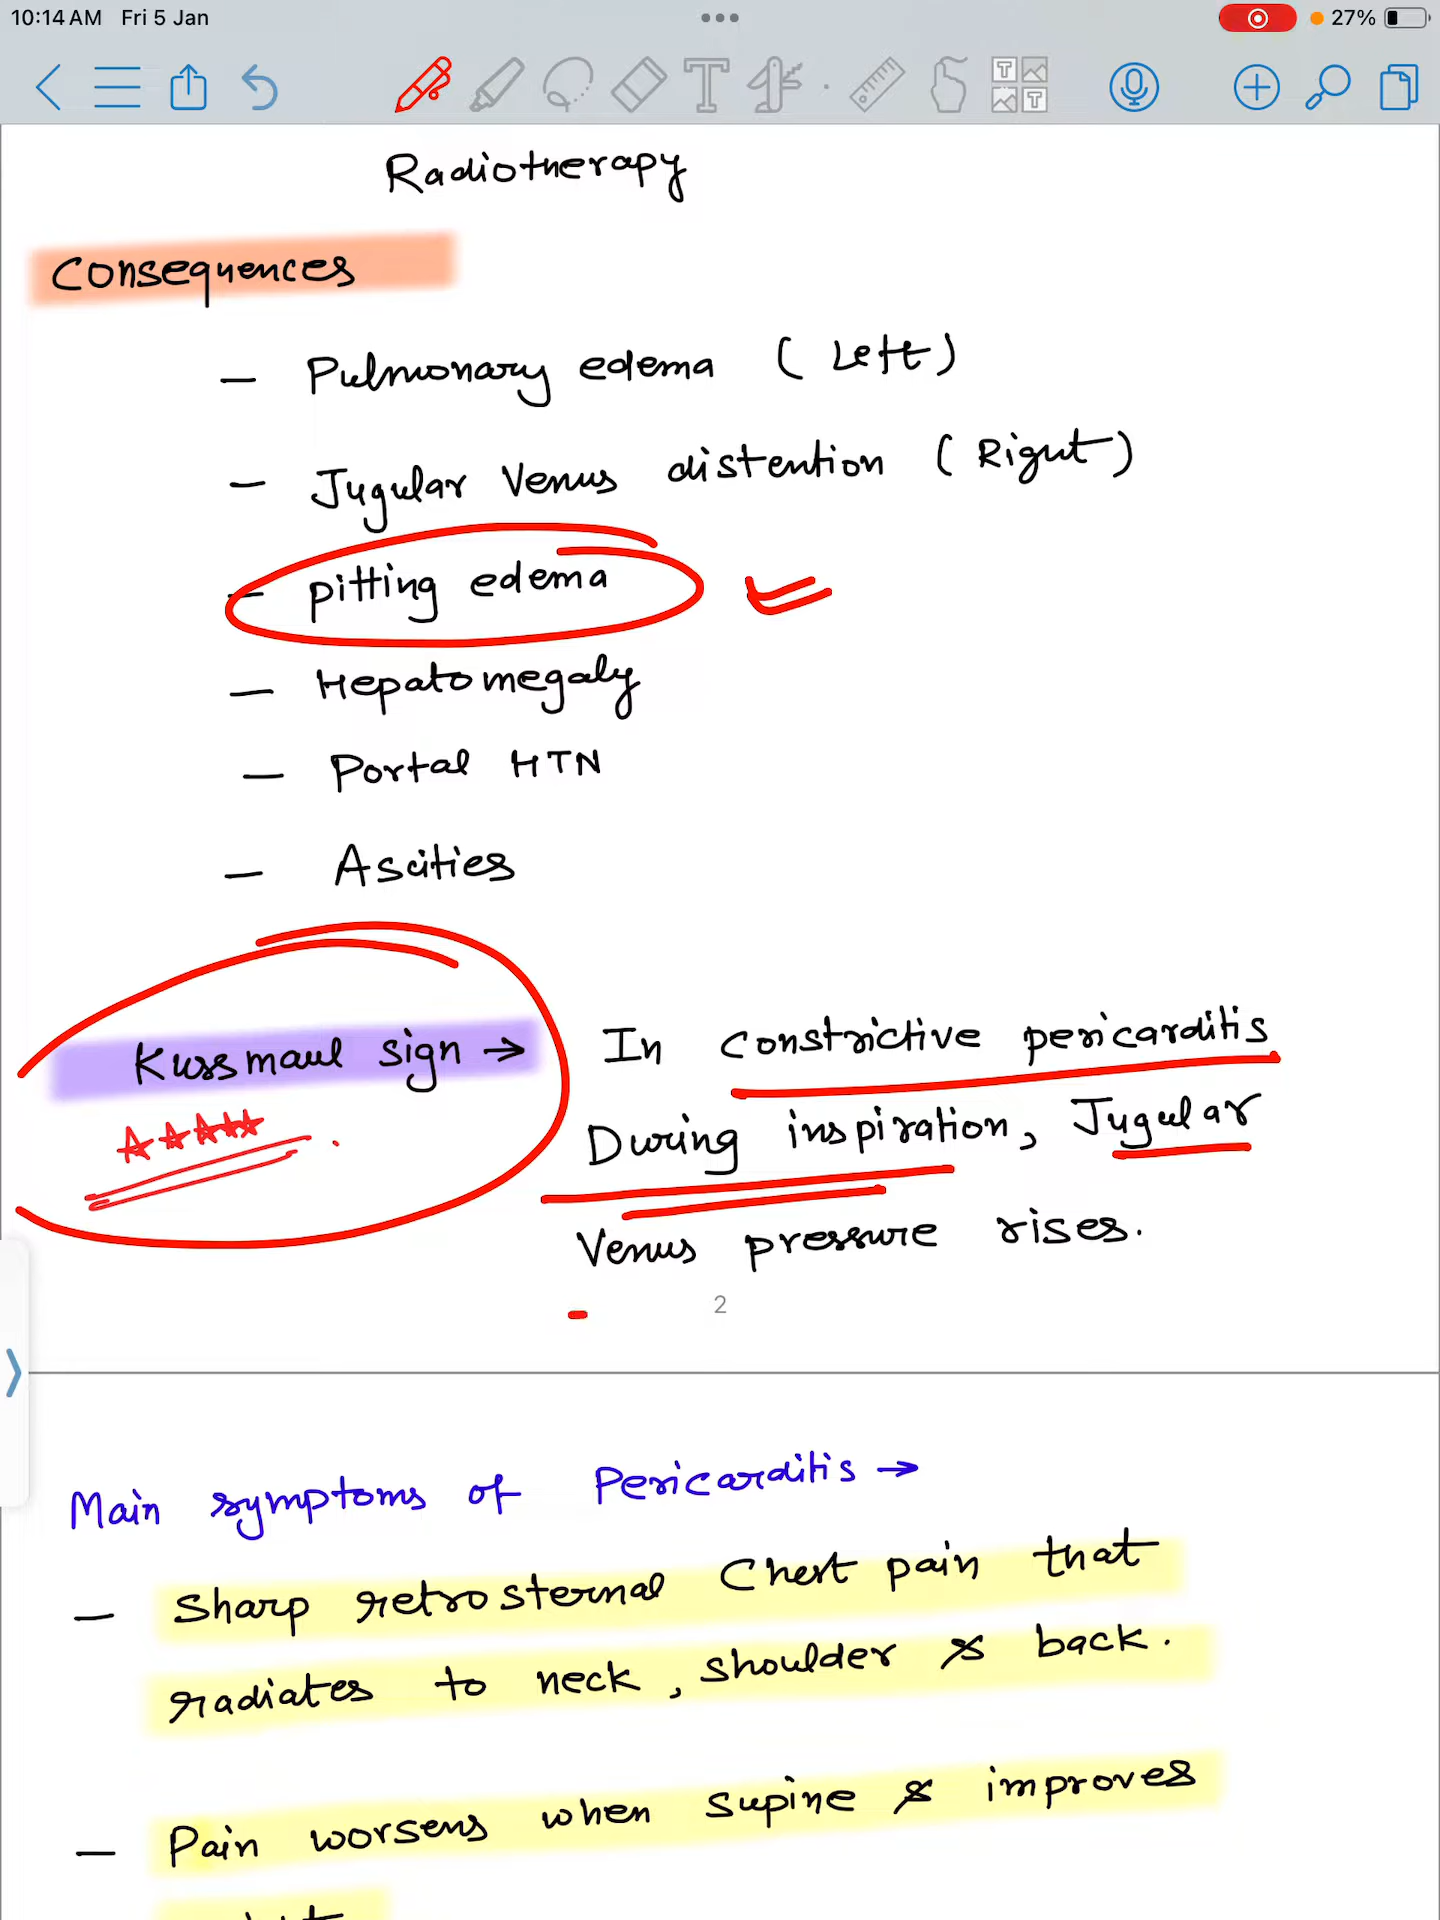 10:14 AM Fri 5 Jan
27%
Radiotherapy
Consequences
— Pulmonary edema (Left)
— Jugular Venus distention (Right)
— pitting edema
— Hepatomegaly
— Portal HTN
— Ascities
Kussmaul sign → In constrictive pericarditis
During inspiration, Jugular
Venus pressure rises.
2
Main symptoms of Pericarditis →
— Sharp retrosternal Chest pain that
radiates to neck, shoulder & back.
— Pain worsens when supine & improves